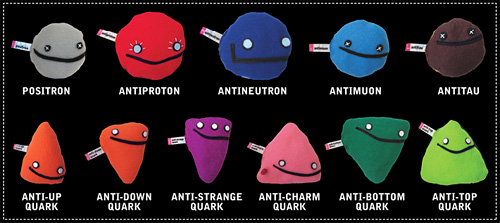 POSITRON ANTIPROTON ANTINEUTRON ANTIMUON ANTITAU
ANTI-UP ANTI-DOWN ANTI-STRANGE ANTI-CHARM ANTI-BOTTOM ANTI-TOP
QUARK QUARK QUARK QUARK QUARK QUARK